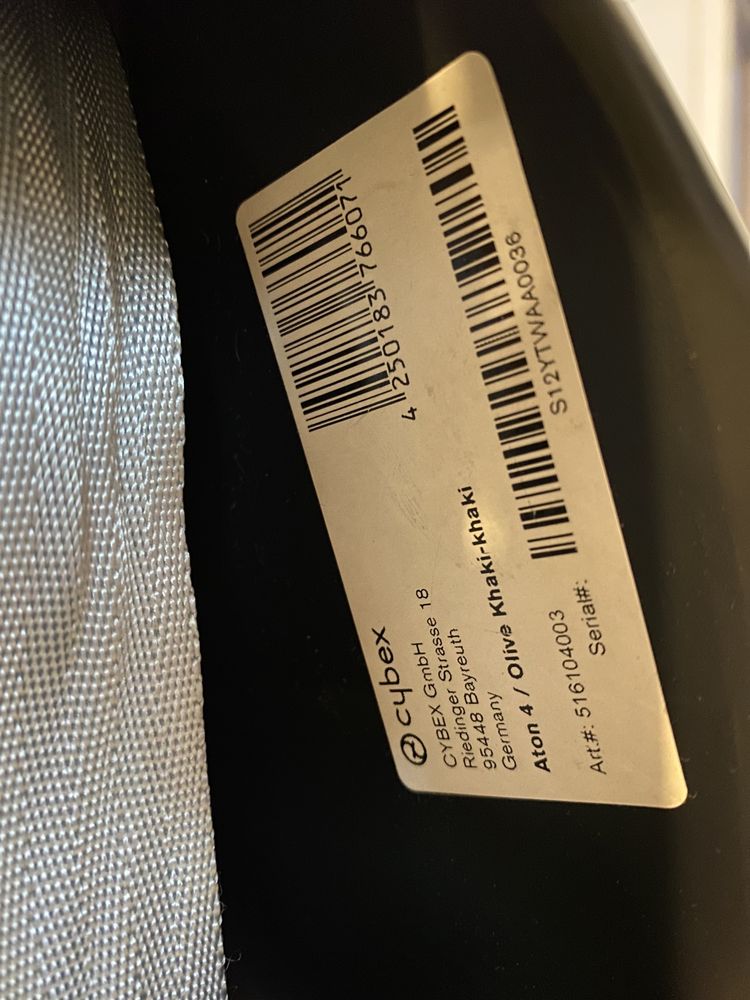 cybex
CYBEX GmbH
Riedinger Strasse 18
95448 Bayreuth
Germany
Aton 4 / Olive Khaki-khaki
Art.#: 516104003
Serial#:
4 250183 766071
S12YTWAA0036